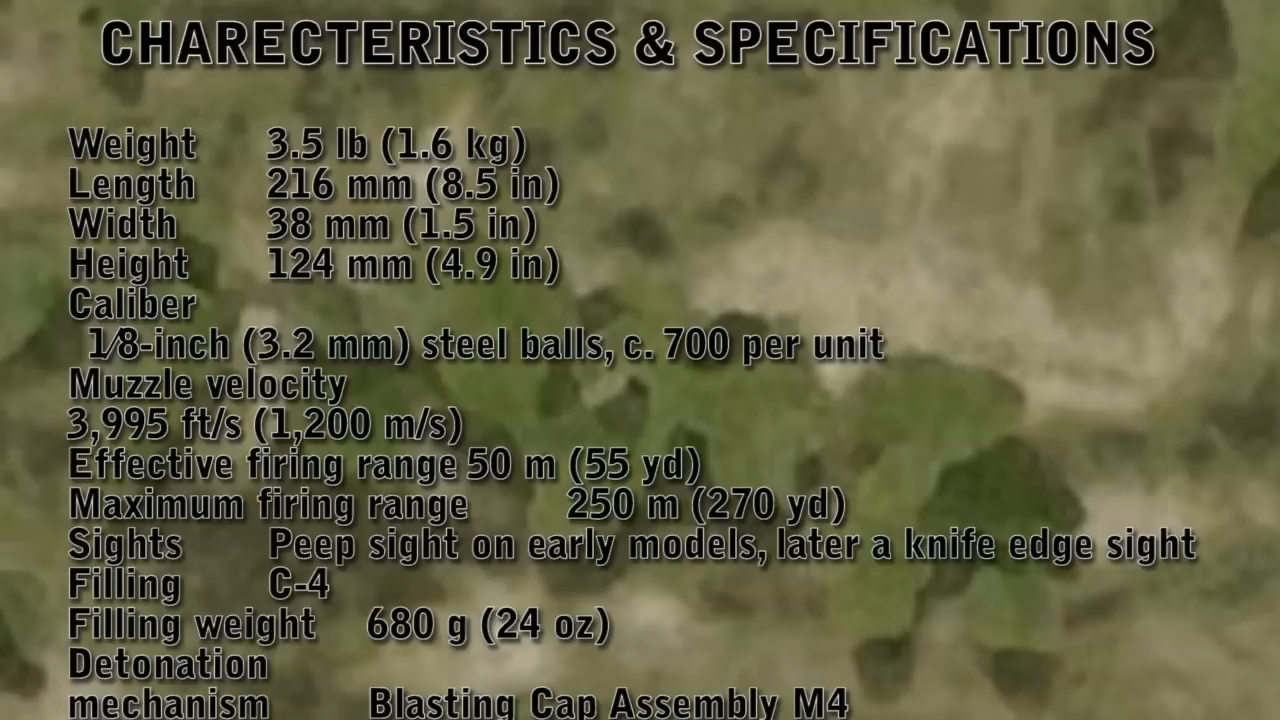 CHARECTERISTICS & SPECIFICATIONS
Weight 3.5 lb (1.6 kg)
Length 216 mm (8.5 in)
Width 38 mm (1.5 in)
Height 124 mm (4.9 in)
Caliber
1⁄8-inch (3.2 mm) steel balls, c. 700 per unit
Muzzle velocity
3,995 ft/s (1,200 m/s)
Effective firing range 50 m (55 yd)
Maximum firing range 250 m (270 yd)
Sights Peep sight on early models, later a knife edge sight
Filling C-4
Filling weight 680 g (24 oz)
Detonation
mechanism Blasting Cap Assembly M4